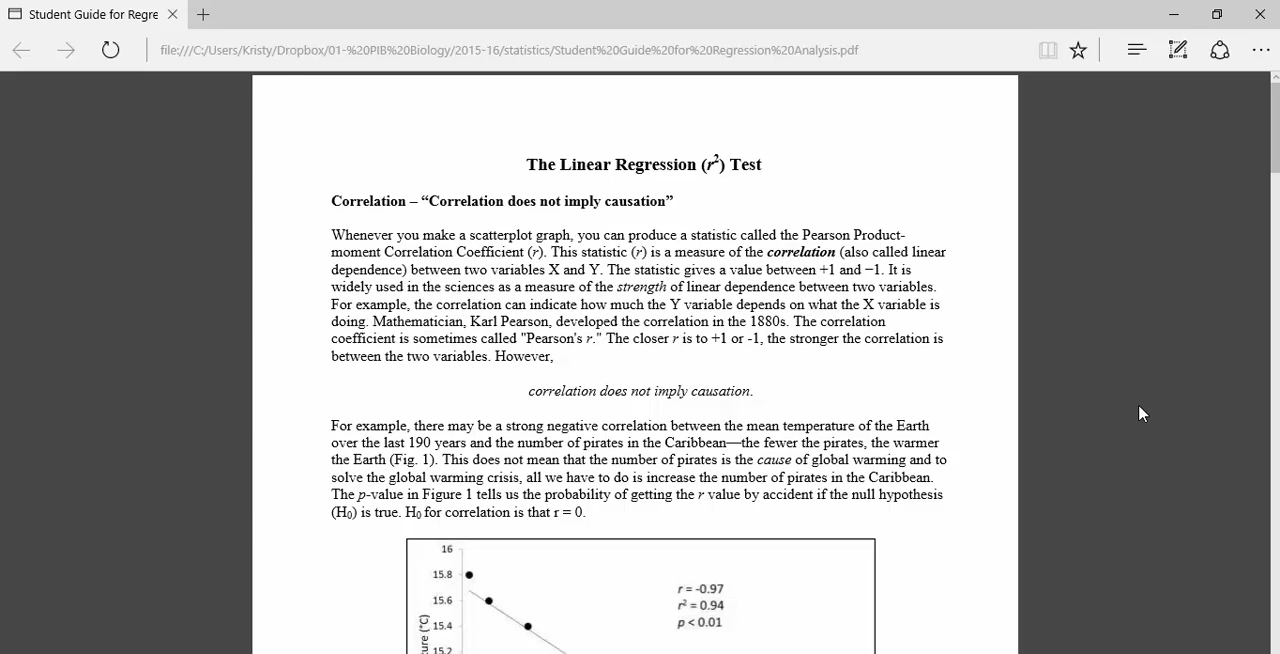 Student Guide for Regre
file:///C:/Users/Kristy/Dropbox/01-%20PIB%20Biology/2015-16/statistics/Student%20Guide%20for%20Regression%20Analysis.pdf
The Linear Regression (r²) Test
Correlation – “Correlation does not imply causation”
Whenever you make a scatterplot graph, you can produce a statistic called the Pearson Product-
moment Correlation Coefficient (r). This statistic (r) is a measure of the correlation (also called linear
dependence) between two variables X and Y. The statistic gives a value between +1 and −1. It is
widely used in the sciences as a measure of the strength of linear dependence between two variables.
For example, the correlation can indicate how much the Y variable depends on what the X variable is
doing. Mathematician, Karl Pearson, developed the correlation in the 1880s. The correlation
coefficient is sometimes called "Pearson's r." The closer r is to +1 or -1, the stronger the correlation is
between the two variables. However,
correlation does not imply causation.
For example, there may be a strong negative correlation between the mean temperature of the Earth
over the last 190 years and the number of pirates in the Caribbean—the fewer the pirates, the warmer
the Earth (Fig. 1). This does not mean that the number of pirates is the cause of global warming and to
solve the global warming crisis, all we have to do is increase the number of pirates in the Caribbean.
The p-value in Figure 1 tells us the probability of getting the r value by accident if the null hypothesis
(H₀) is true. H₀ for correlation is that r = 0.
16
15.8
15.6
15.4
15.2
r = -0.97
r² = 0.94
p < 0.01